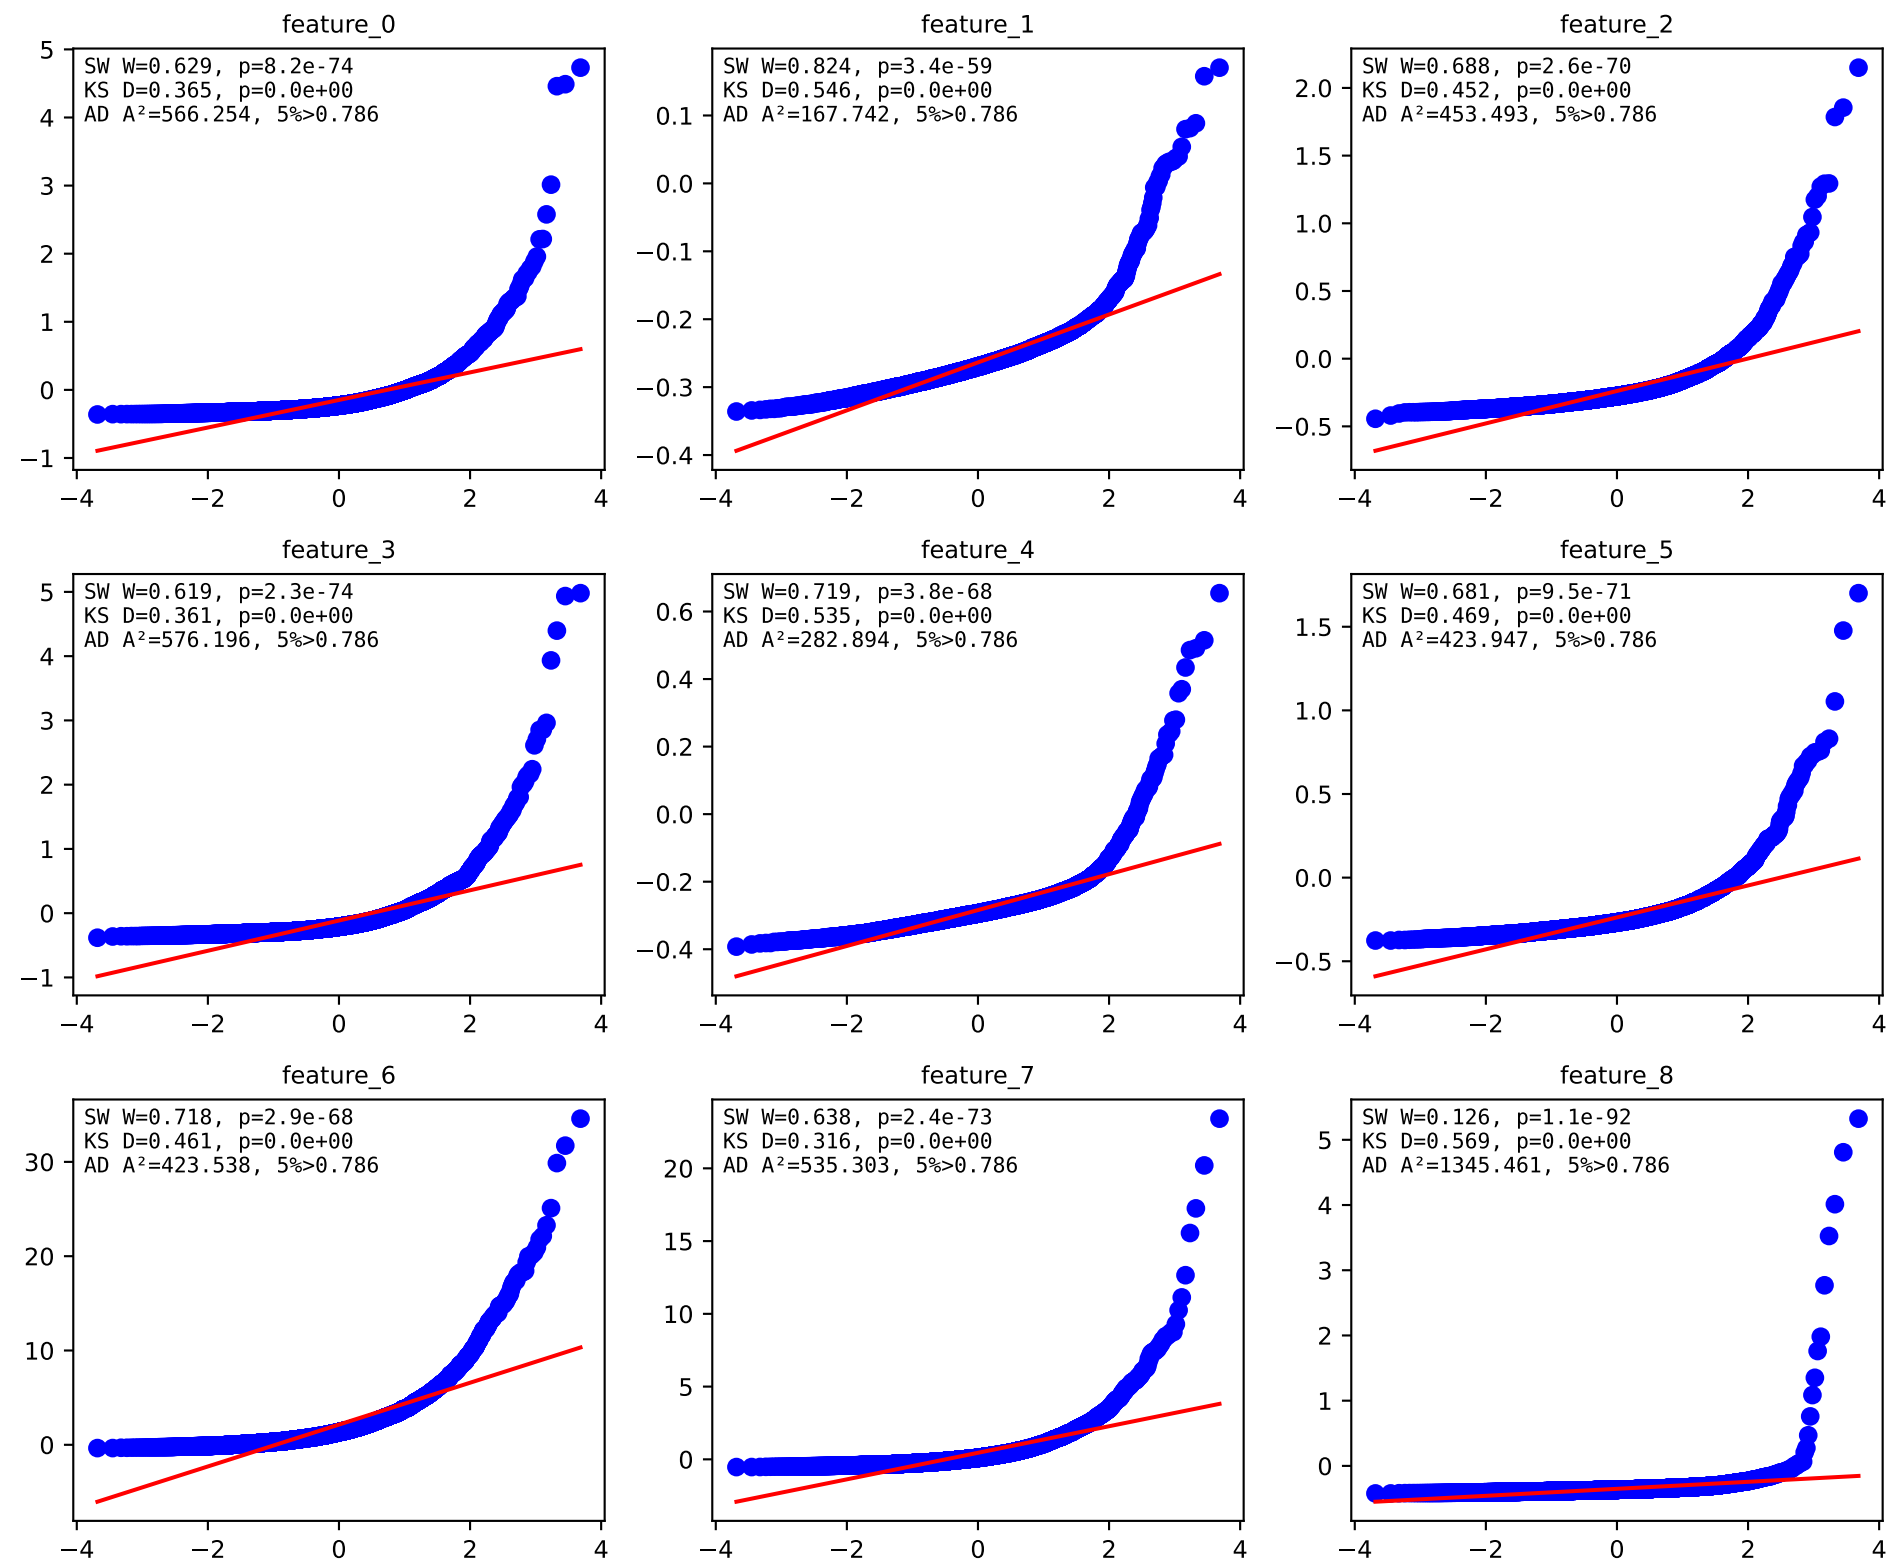 feature_0
SW W=0.629, p=8.2e-74
KS D=0.365, p=0.0e+00
AD A²=566.254, 5%>0.786
5
4
3
2
1
0
−1
−4 −2 0 2 4
feature_1
SW W=0.824, p=3.4e-59
KS D=0.546, p=0.0e+00
AD A²=167.742, 5%>0.786
0.1
0.0
−0.1
−0.2
−0.3
−0.4
−4 −2 0 2 4
feature_2
SW W=0.688, p=2.6e-70
KS D=0.452, p=0.0e+00
AD A²=453.493, 5%>0.786
2.0
1.5
1.0
0.5
0.0
−0.5
−4 −2 0 2 4
feature_3
SW W=0.619, p=2.3e-74
KS D=0.361, p=0.0e+00
AD A²=576.196, 5%>0.786
5
4
3
2
1
0
−1
−4 −2 0 2 4
feature_4
SW W=0.719, p=3.8e-68
KS D=0.535, p=0.0e+00
AD A²=282.894, 5%>0.786
0.6
0.4
0.2
0.0
−0.2
−0.4
−4 −2 0 2 4
feature_5
SW W=0.681, p=9.5e-71
KS D=0.469, p=0.0e+00
AD A²=423.947, 5%>0.786
1.5
1.0
0.5
0.0
−0.5
−4 −2 0 2 4
feature_6
SW W=0.718, p=2.9e-68
KS D=0.461, p=0.0e+00
AD A²=423.538, 5%>0.786
30
20
10
0
−4 −2 0 2 4
feature_7
SW W=0.638, p=2.4e-73
KS D=0.316, p=0.0e+00
AD A²=535.303, 5%>0.786
20
15
10
5
0
−4 −2 0 2 4
feature_8
SW W=0.126, p=1.1e-92
KS D=0.569, p=0.0e+00
AD A²=1345.461, 5%>0.786
5
4
3
2
1
0
−4 −2 0 2 4